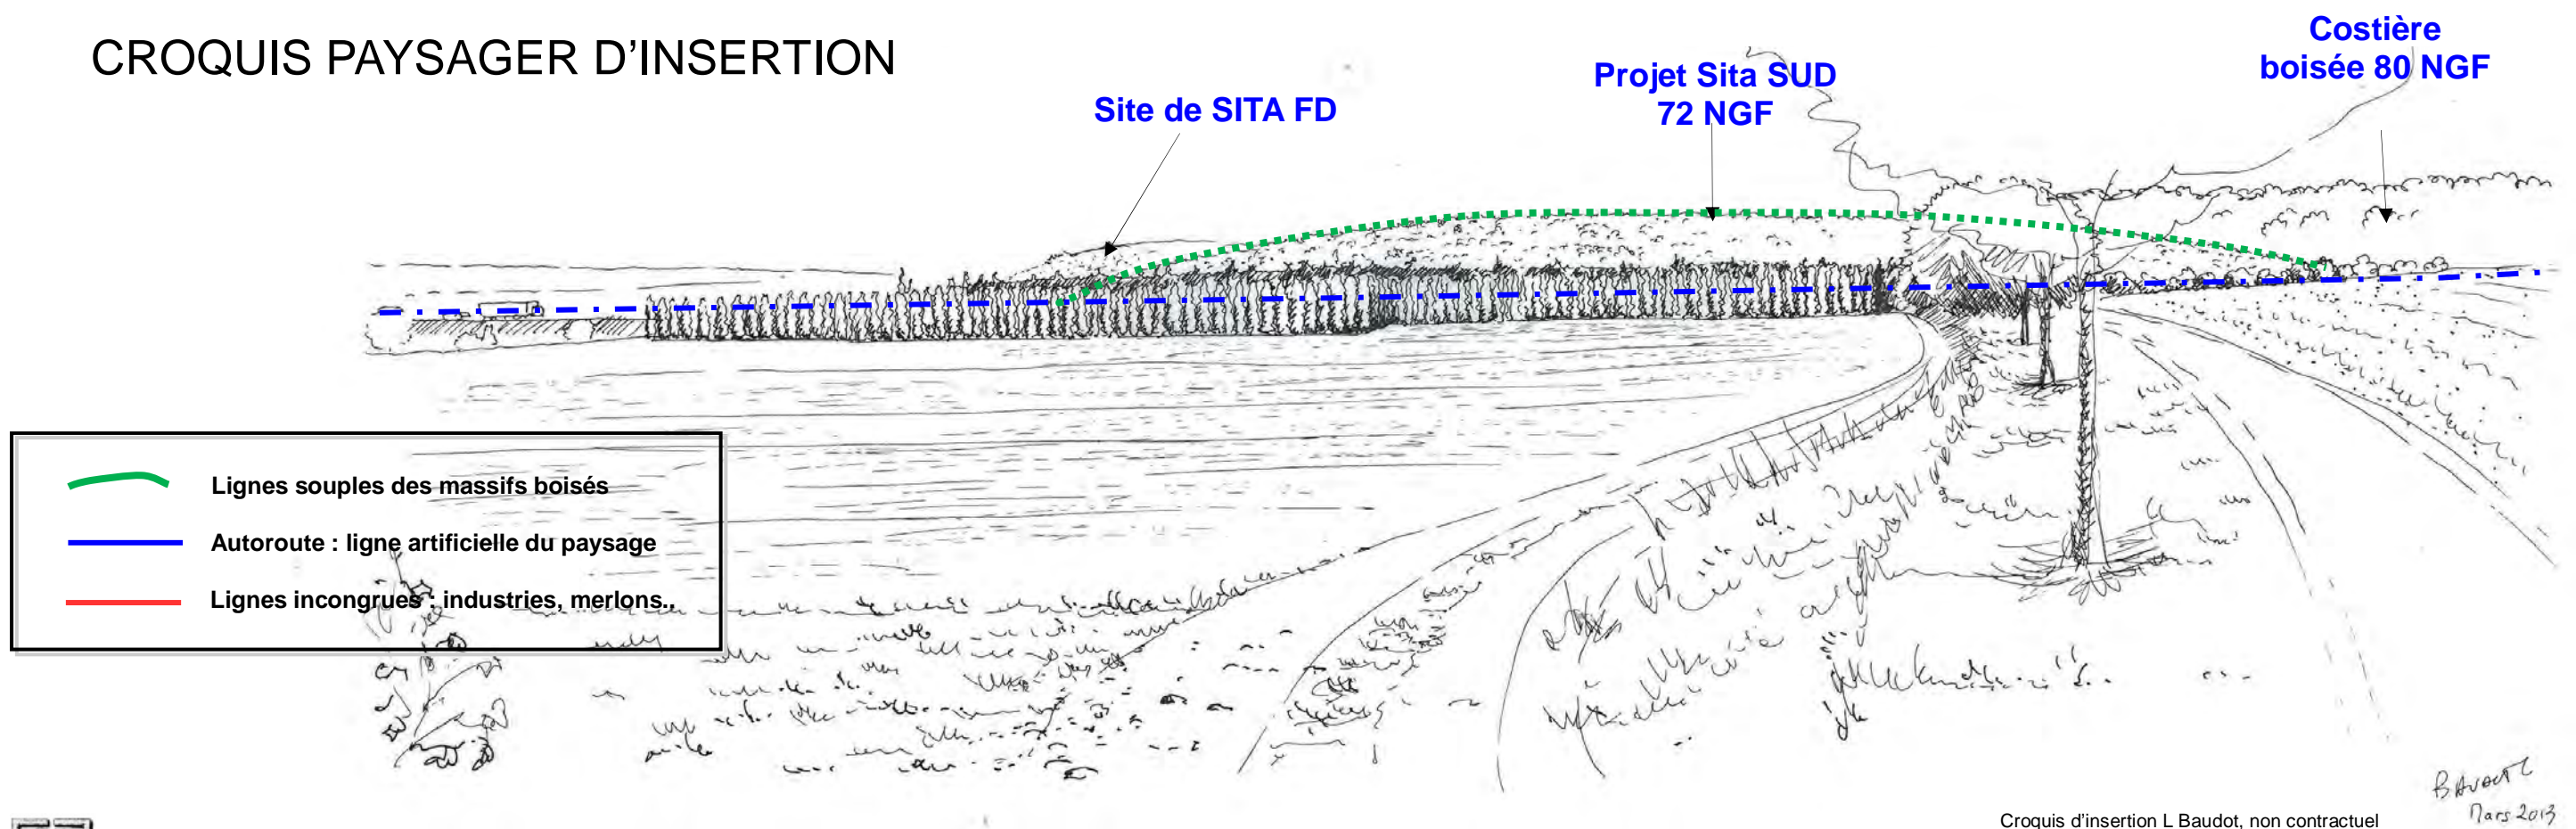 CROQUIS PAYSAGER D'INSERTION
Site de SITA FD
Projet Sita SUD
72 NGF
Costière
boisée 80 NGF
Lignes souples des massifs boisés
Autoroute : ligne artificielle du paysage
Lignes incongrues : industries, merlons..
BAUDOT
Mars 2013
Croquis d'insertion L Baudot, non contractuel